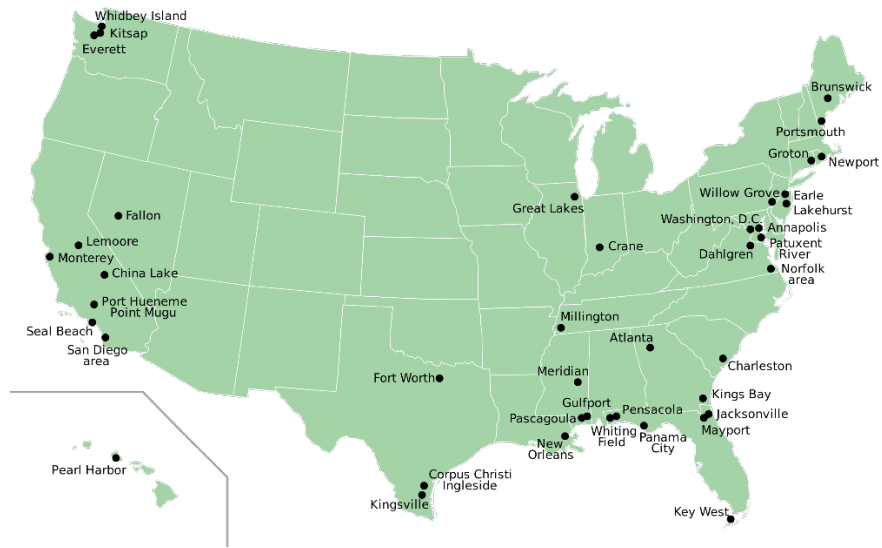 Whidbey Island
Kitsap
Everett
Brunswick
Portsmouth
Groton
Newport
Willow Grove
Earle
Lakehurst
Great Lakes
Washington, D.C.
Annapolis
Patuxent
River
Dahlgren
Norfolk
area
Fallon
Crane
Lemoore
Monterey
China Lake
Port Hueneme
Point Mugu
Seal Beach
San Diego
area
Millington
Atlanta
Charleston
Fort Worth
Meridian
Kings Bay
Gulfport
Pascagoula
Pensacola
Jacksonville
Mayport
Whiting
Field
Panama
City
New
Orleans
Pearl Harbor
Corpus Christi
Ingleside
Kingsville
Key West